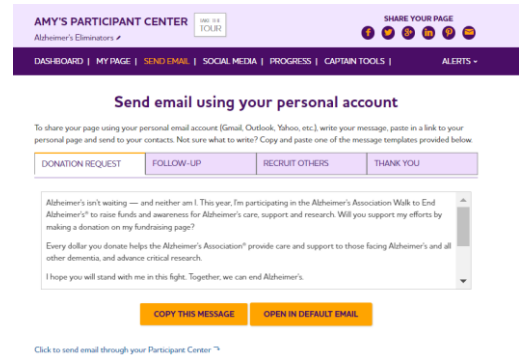 AMY'S PARTICIPANT CENTER
TOUR
SHARE YOUR PAGE
Alzheimer's Eliminators
DASHBOARD | MY PAGE | SEND EMAIL | SOCIAL MEDIA | PROGRESS | CAPTAIN TOOLS | ALERTS
Send email using your personal account
To share your page using your personal email account (Gmail, Outlook, Yahoo, etc.), write your message, paste in a link to your
personal page and send to your contacts. Not sure what to write? Copy and paste one of the message templates provided below.
DONATION REQUEST FOLLOW-UP RECRUIT OTHERS THANK YOU
Alzheimer's isn't waiting — and neither am I. This year, I'm participating in the Alzheimer's Association Walk to End
Alzheimer's® to raise funds and awareness for Alzheimer's care, support and research. Will you support my efforts by
making a donation on my fundraising page?
Every dollar you donate helps the Alzheimer's Association® provide care and support to those facing Alzheimer's and all
other dementia, and advance critical research.
I hope you will stand with me in this fight. Together, we can end Alzheimer's.
COPY THIS MESSAGE OPEN IN DEFAULT EMAIL
Click to send email through your Participant Center